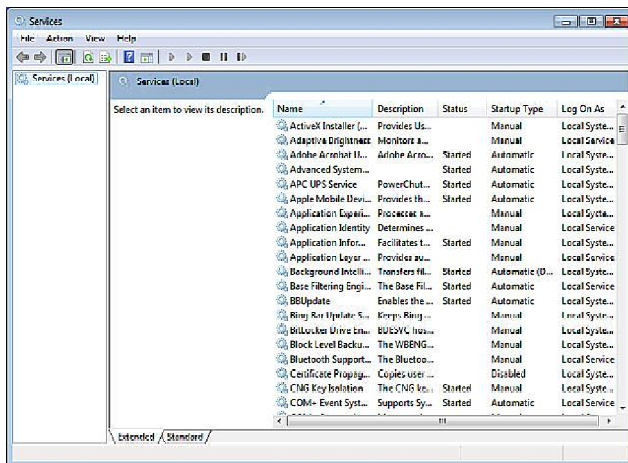 Services
File Action View Help
Services (Local)
Services (Local)
Select an item to view its description.
Name Description Status Startup Type Log On As
ActiveX Installer (... Provides Us... Manual Local Syste...
Adaptive Brightness Monitors a... Manual Local Service
Adobe Acrobat U... Adobe Acro... Started Automatic Local Syste...
Advanced System... Started Automatic Local Syste...
APC UPS Service PowerChut... Started Automatic Local Syste...
Apple Mobile Devi... Provides th... Started Automatic Local Syste...
Application Experi... Processes a... Manual Local Syste...
Application Identity Determines ... Manual Local Service
Application Infor... Facilitates t... Started Manual Local Syste...
Application Layer ... Provides su... Manual Local Service
Background Intelli... Transfers fil... Started Automatic (D... Local Syste...
Base Filtering Engi... The Base Fil... Started Automatic Local Service
BBUpdate Enables the ... Started Automatic Local Syste...
Bing Bar Update S... Keeps Bing ... Manual Local Syste...
BitLocker Drive En... BDESVC hos... Manual Local Syste...
Block Level Backu... The WBENG... Manual Local Syste...
Bluetooth Support... The Bluetoo... Manual Local Service
Certificate Propag... Copies user ... Disabled Local Syste...
CNG Key Isolation The CNG ke... Started Manual Local Syste...
COM+ Event Syst... Supports Sy... Started Automatic Local Service
Extended Standard